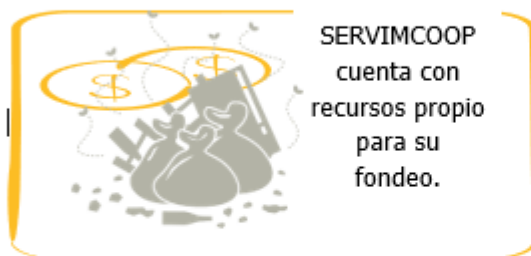 $ $
SERVIMCOOP
cuenta con
recursos propio
para su
fondeo.